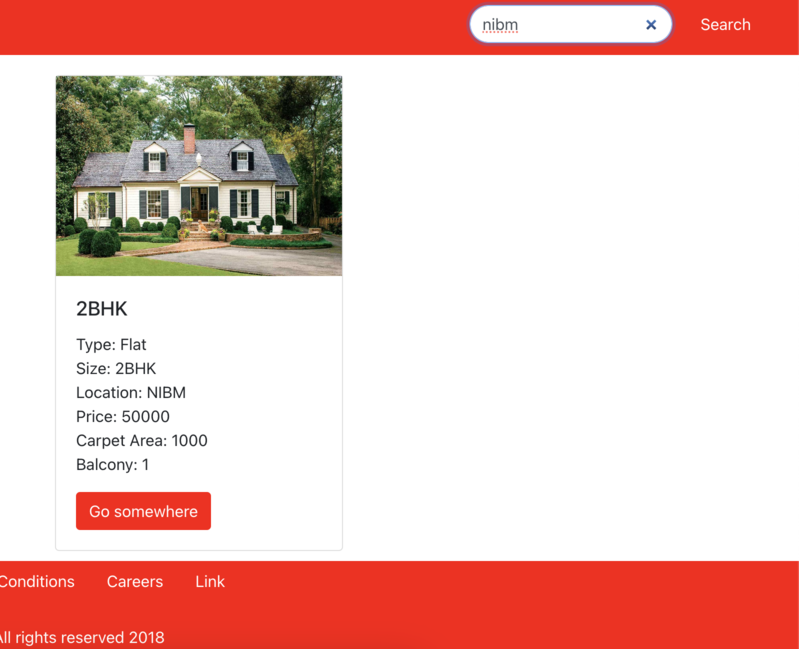 nibm
Search
2BHK
Type: Flat
Size: 2BHK
Location: NIBM
Price: 50000
Carpet Area: 1000
Balcony: 1
Go somewhere
Conditions Careers Link
All rights reserved 2018